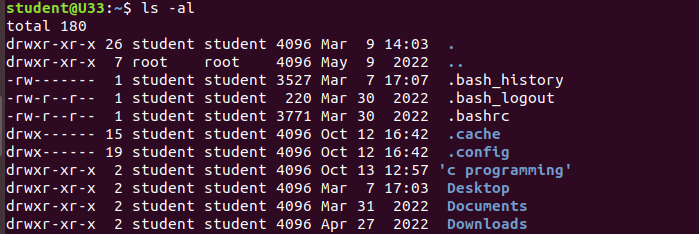 student@U33:~$ ls -al
total 180
drwxr-xr-x 26 student student 4096 Mar  9 14:03  .
drwxr-xr-x  7 root    root    4096 May  9  2022  ..
-rw-------  1 student student 3527 Mar  7 17:07  .bash_history
-rw-r--r--  1 student student  220 Mar 30  2022  .bash_logout
-rw-r--r--  1 student student 3771 Mar 30  2022  .bashrc
drwx------ 15 student student 4096 Oct 12 16:42  .cache
drwx------ 19 student student 4096 Oct 12 16:42  .config
drwxr-xr-x  2 student student 4096 Oct 13 12:57 'c programming'
drwxr-xr-x  2 student student 4096 Mar  7 17:03  Desktop
drwxr-xr-x  2 student student 4096 Mar 31  2022  Documents
drwxr-xr-x  2 student student 4096 Apr 27  2022  Downloads